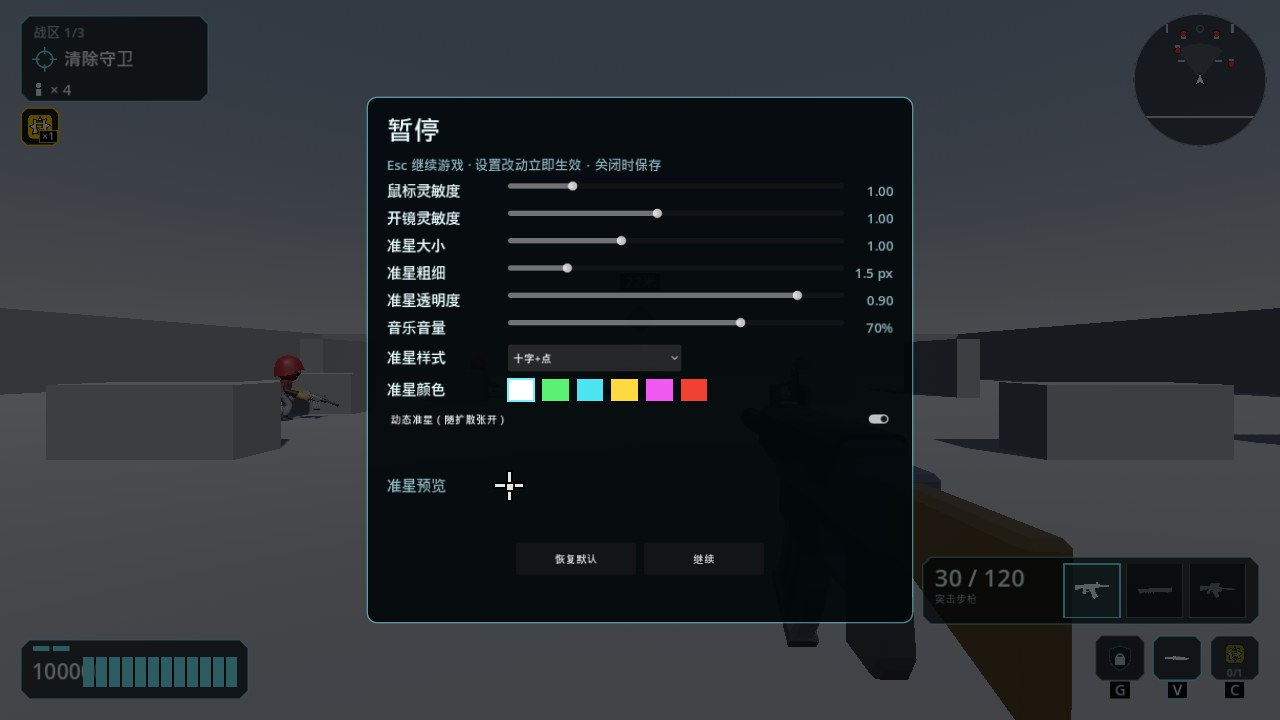 战区 1/3
清除守卫
× 4
×1
暂停
Esc 继续游戏 · 设置改动立即生效 · 关闭时保存
鼠标灵敏度 1.00
开镜灵敏度 1.00
准星大小 1.00
准星粗细 1.5 px
准星透明度 0.90
音乐音量 70%
准星样式 十字+点
准星颜色
动态准星 ( 随扩散张开 )
准星预览
恢复默认 继续
30 / 120
突击步枪
1000
0/1
G V C